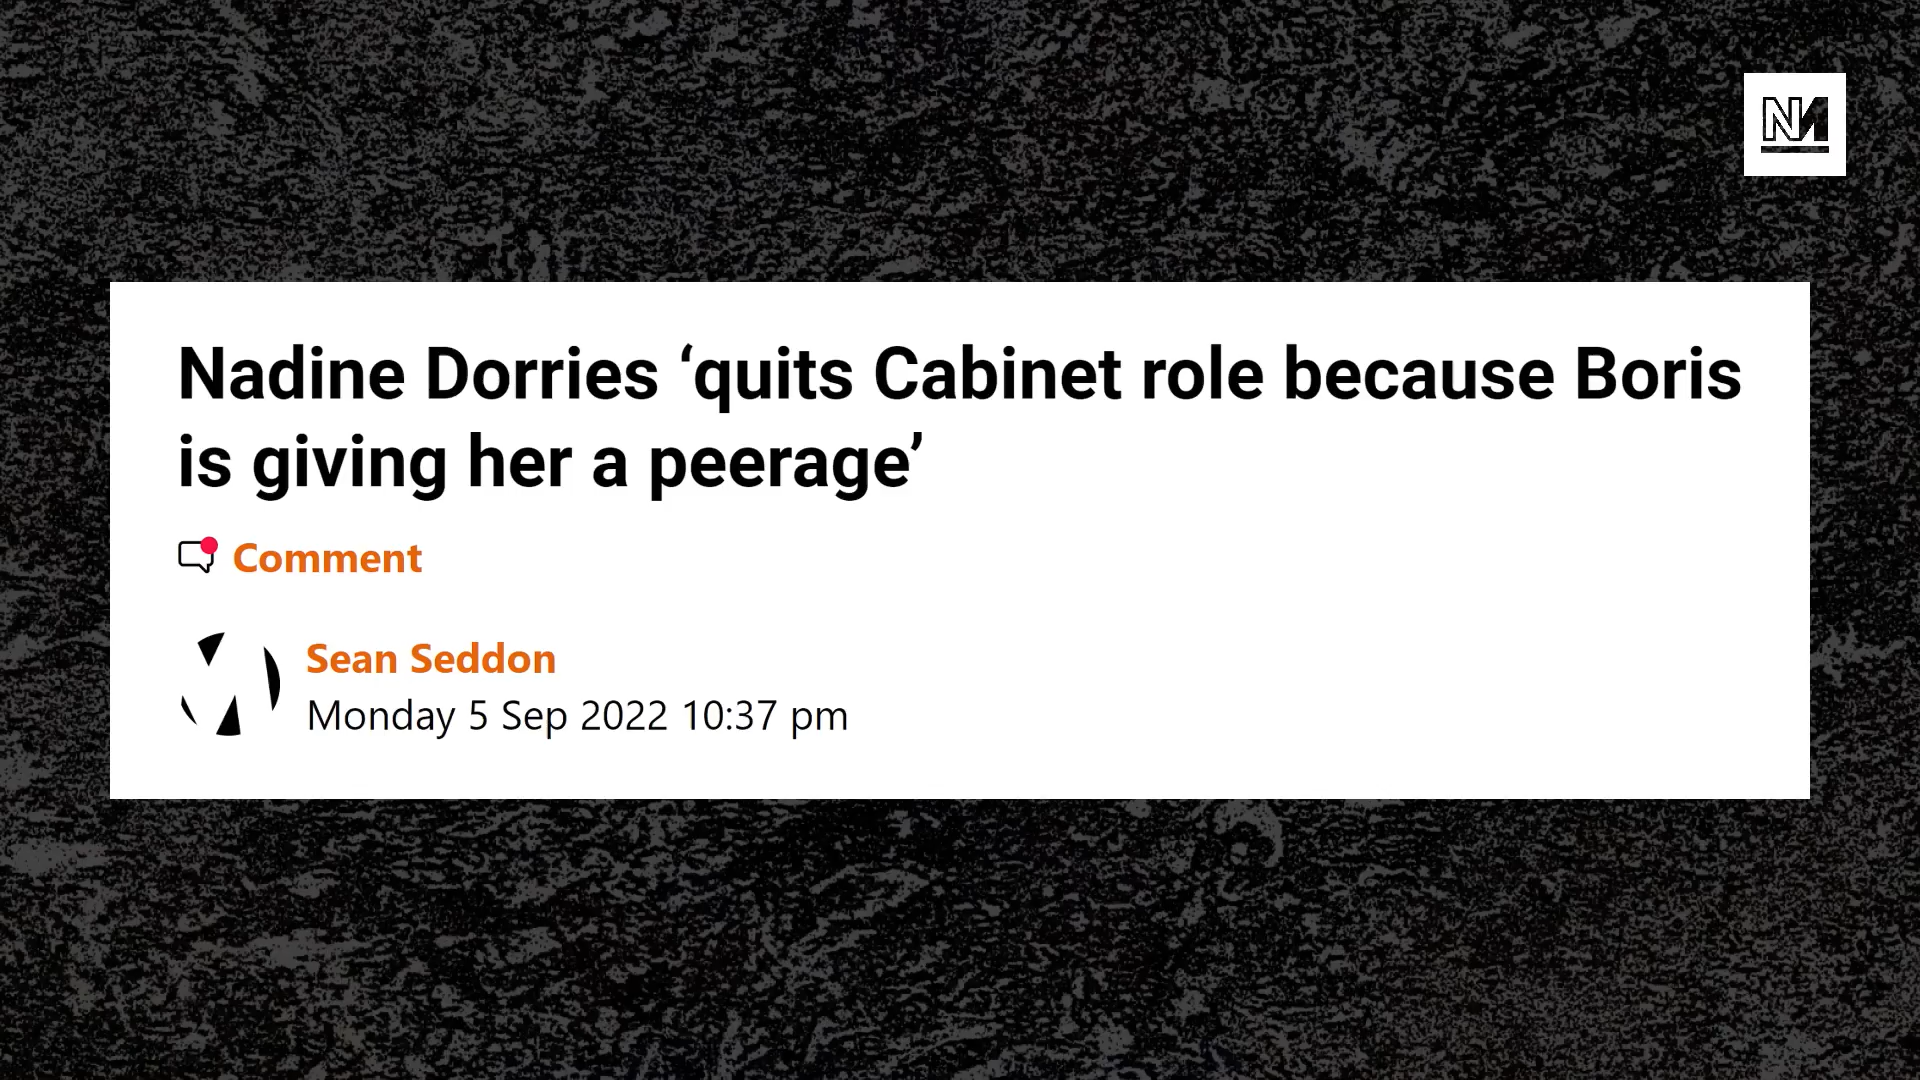 NM
Nadine Dorries ‘quits Cabinet role because Boris
is giving her a peerage’
Comment
Sean Seddon
Monday 5 Sep 2022 10:37 pm